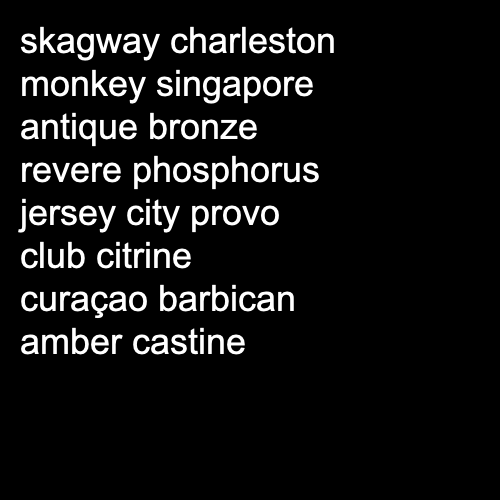 skagway charleston
monkey singapore
antique bronze
revere phosphorus
jersey city provo
club citrine
curaçao barbican
amber castine